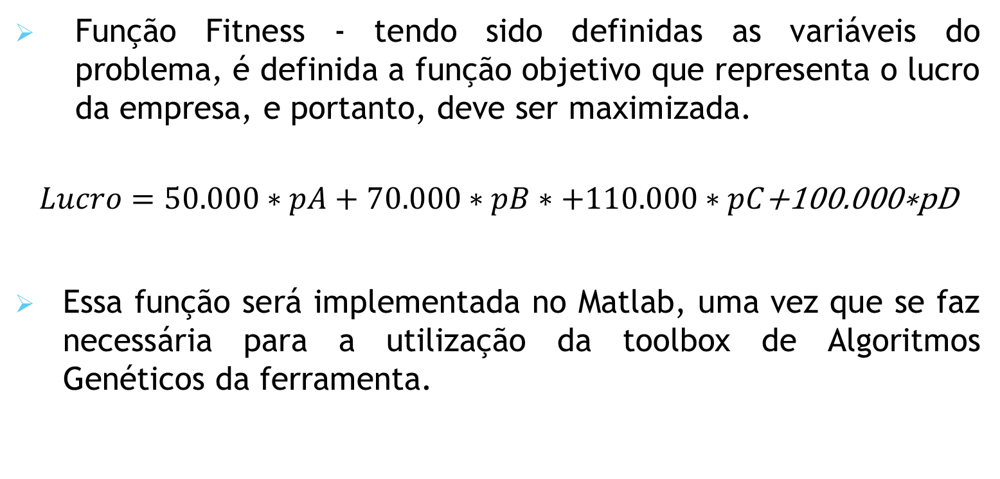 Função Fitness - tendo sido definidas as variáveis do
problema, é definida a função objetivo que representa o lucro
da empresa, e portanto, deve ser maximizada.
Lucro = 50.000 ∗ pA + 70.000 ∗ pB ∗ +110.000 ∗ pC+100.000*pD
Essa função será implementada no Matlab, uma vez que se faz
necessária para a utilização da toolbox de Algoritmos
Genéticos da ferramenta.